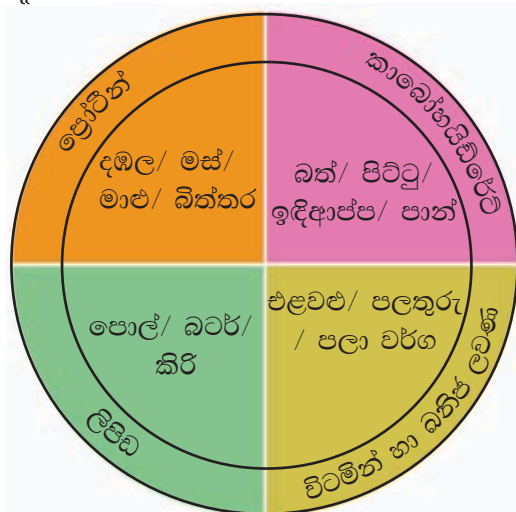 ප්‍රෝටීන්
දඹල/ මස්/
මාළු/ බිත්තර
කාබෝහයිඩ්රේට්
බත්/ පිට්ටු/
ඉඳිආප්ප/ පාන්
පොල්/ බටර්/
කිරි
ලිපිඩ
එළවළු/ පලතුරු
/ පලා වර්ග
විටමින් හා ඛනිජ ලවණ